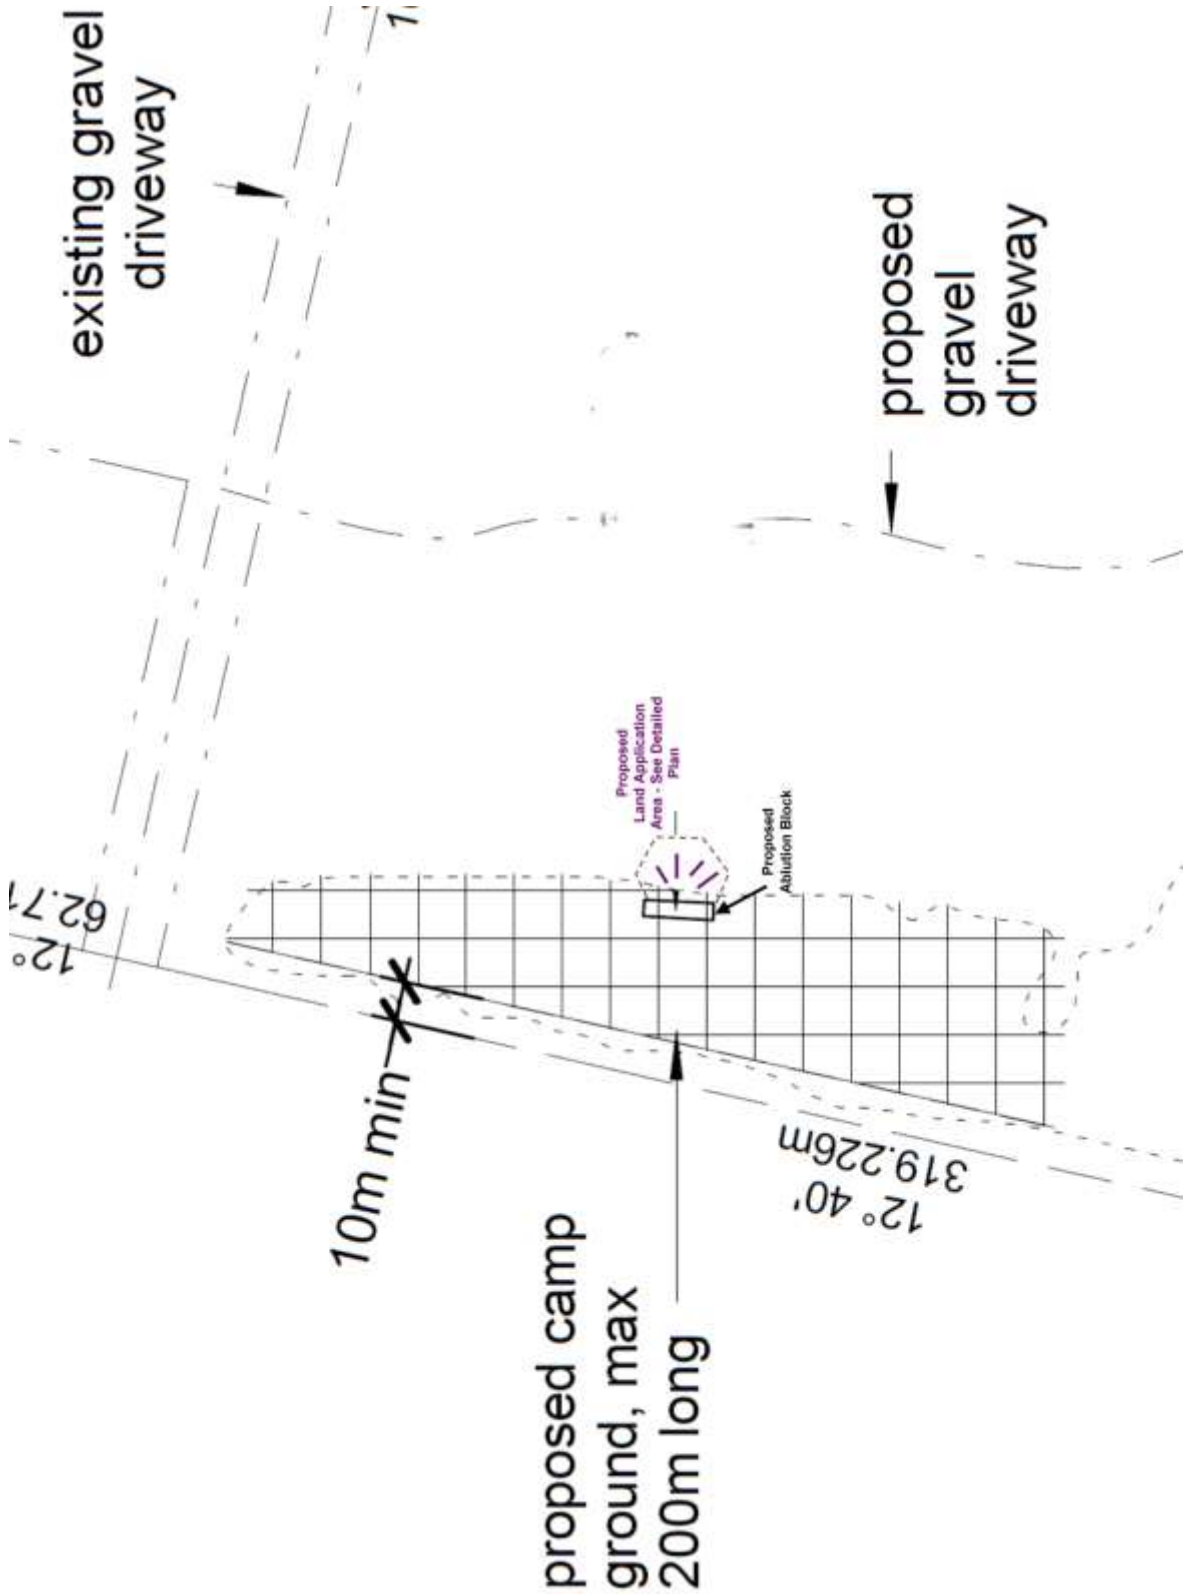 existing gravel
driveway
proposed
gravel
driveway
Proposed
Land Application
Area - See Detailed
Plan
Proposed
Ablution Block
12°
62.71
10m min
12° 40'
319.226m
proposed camp
ground, max
200m long